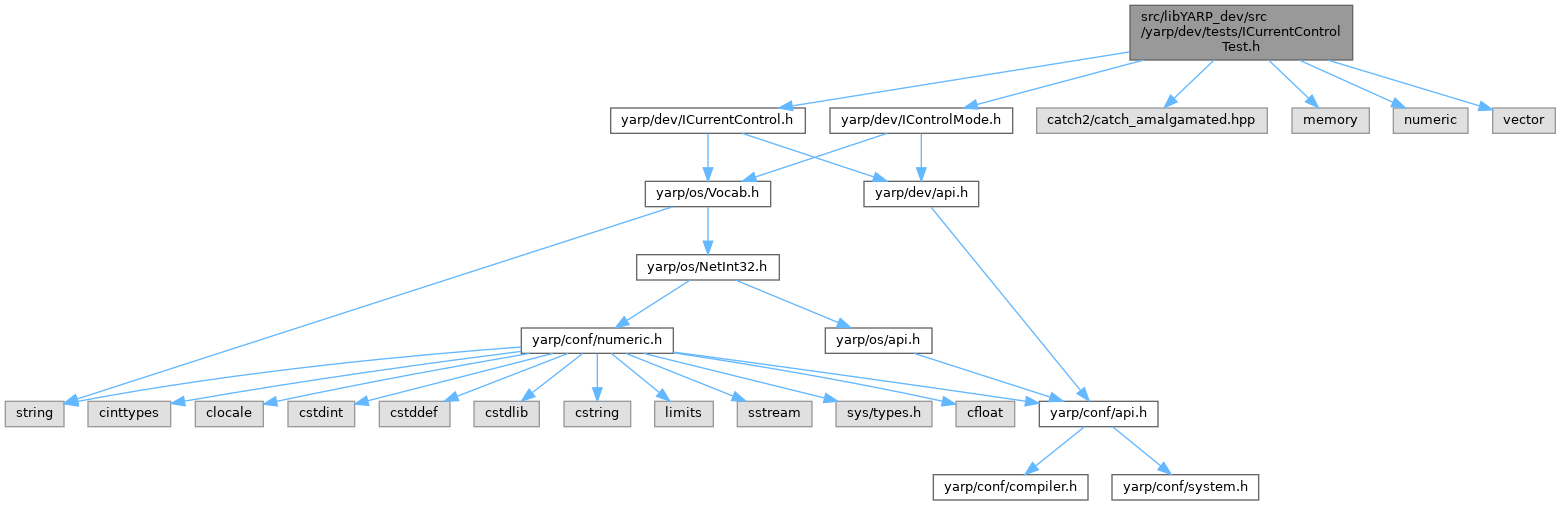 src/libYARP_dev/src
/yarp/dev/tests/ICurrentControl
Test.h
yarp/dev/ICurrentControl.h
yarp/dev/IControlMode.h
catch2/catch_amalgamated.hpp
memory
numeric
vector
yarp/os/Vocab.h
yarp/dev/api.h
yarp/os/NetInt32.h
yarp/conf/numeric.h
yarp/os/api.h
string
cinttypes
clocale
cstdint
cstddef
cstdlib
cstring
limits
sstream
sys/types.h
cfloat
yarp/conf/api.h
yarp/conf/compiler.h
yarp/conf/system.h